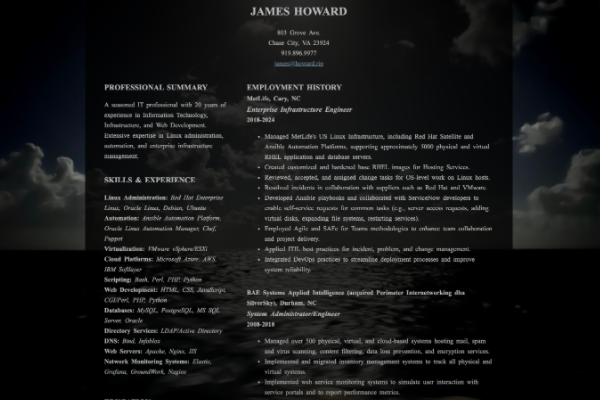 JAMES HOWARD
803 Grove Ave.
Chase City, VA 23924
919.896.9977
james@howard.vip
PROFESSIONAL SUMMARY
A seasoned IT professional with 20 years of
experience in Information Technology,
Infrastructure, and Web Development.
Extensive expertise in Linux administration,
automation, and enterprise infrastructure
management.
SKILLS & EXPERIENCE
Linux Administration: Red Hat Enterprise
Linux, Oracle Linux, Debian, Ubuntu
Automation: Ansible Automation Platform,
Oracle Linux Automation Manager, Chef,
Puppet
Virtualization: VMware vSphere/ESXi
Cloud Platforms: Microsoft Azure, AWS,
IBM Softlayer
Scripting: Bash, Perl, PHP, Python
Web Development: HTML, CSS, JavaScript,
CGI/Perl, PHP, Python
Databases: MySQL, PostgreSQL, MS SQL
Server, Oracle
Directory Services: LDAP/Active Directory
DNS: Bind, Infoblox
Web Servers: Apache, Nginx, IIS
Network Monitoring Systems: Elastic,
Grafana, GroundWork, Nagios
EMPLOYMENT HISTORY
MetLife, Cary, NC
Enterprise Infrastructure Engineer
2018-2024
• Managed MetLife's US Linux Infrastructure, including Red Hat Satellite and
Ansible Automation Platforms, supporting approximately 5000 physical and virtual
RHEL application and database servers.
• Created customized and hardened base RHEL images for Hosting Services.
• Reviewed, accepted, and assigned change tasks for OS-level work on Linux hosts.
• Resolved incidents in collaboration with suppliers such as Red Hat and VMware.
• Developed Ansible playbooks and collaborated with ServiceNow developers to
enable self-service requests for common tasks (e.g., server access requests, adding
virtual disks, expanding file systems, restarting services).
• Employed Agile and SAFe for Teams methodologies to enhance team collaboration
and project delivery.
• Applied ITIL best practices for incident, problem, and change management.
• Integrated DevOps practices to streamline deployment processes and improve
system reliability.
BAE Systems Applied Intelligence (acquired Perimeter Internetworking dba
SilverSky), Durham, NC
System Administrator/Engineer
2008-2018
• Managed over 500 physical, virtual, and cloud-based systems hosting mail, spam
and virus scanning, content filtering, data loss prevention, and encryption services.
• Implemented and migrated inventory management systems to track all physical and
virtual systems.
• Implemented web service monitoring systems to simulate user interaction with
service portals and to report performance metrics.